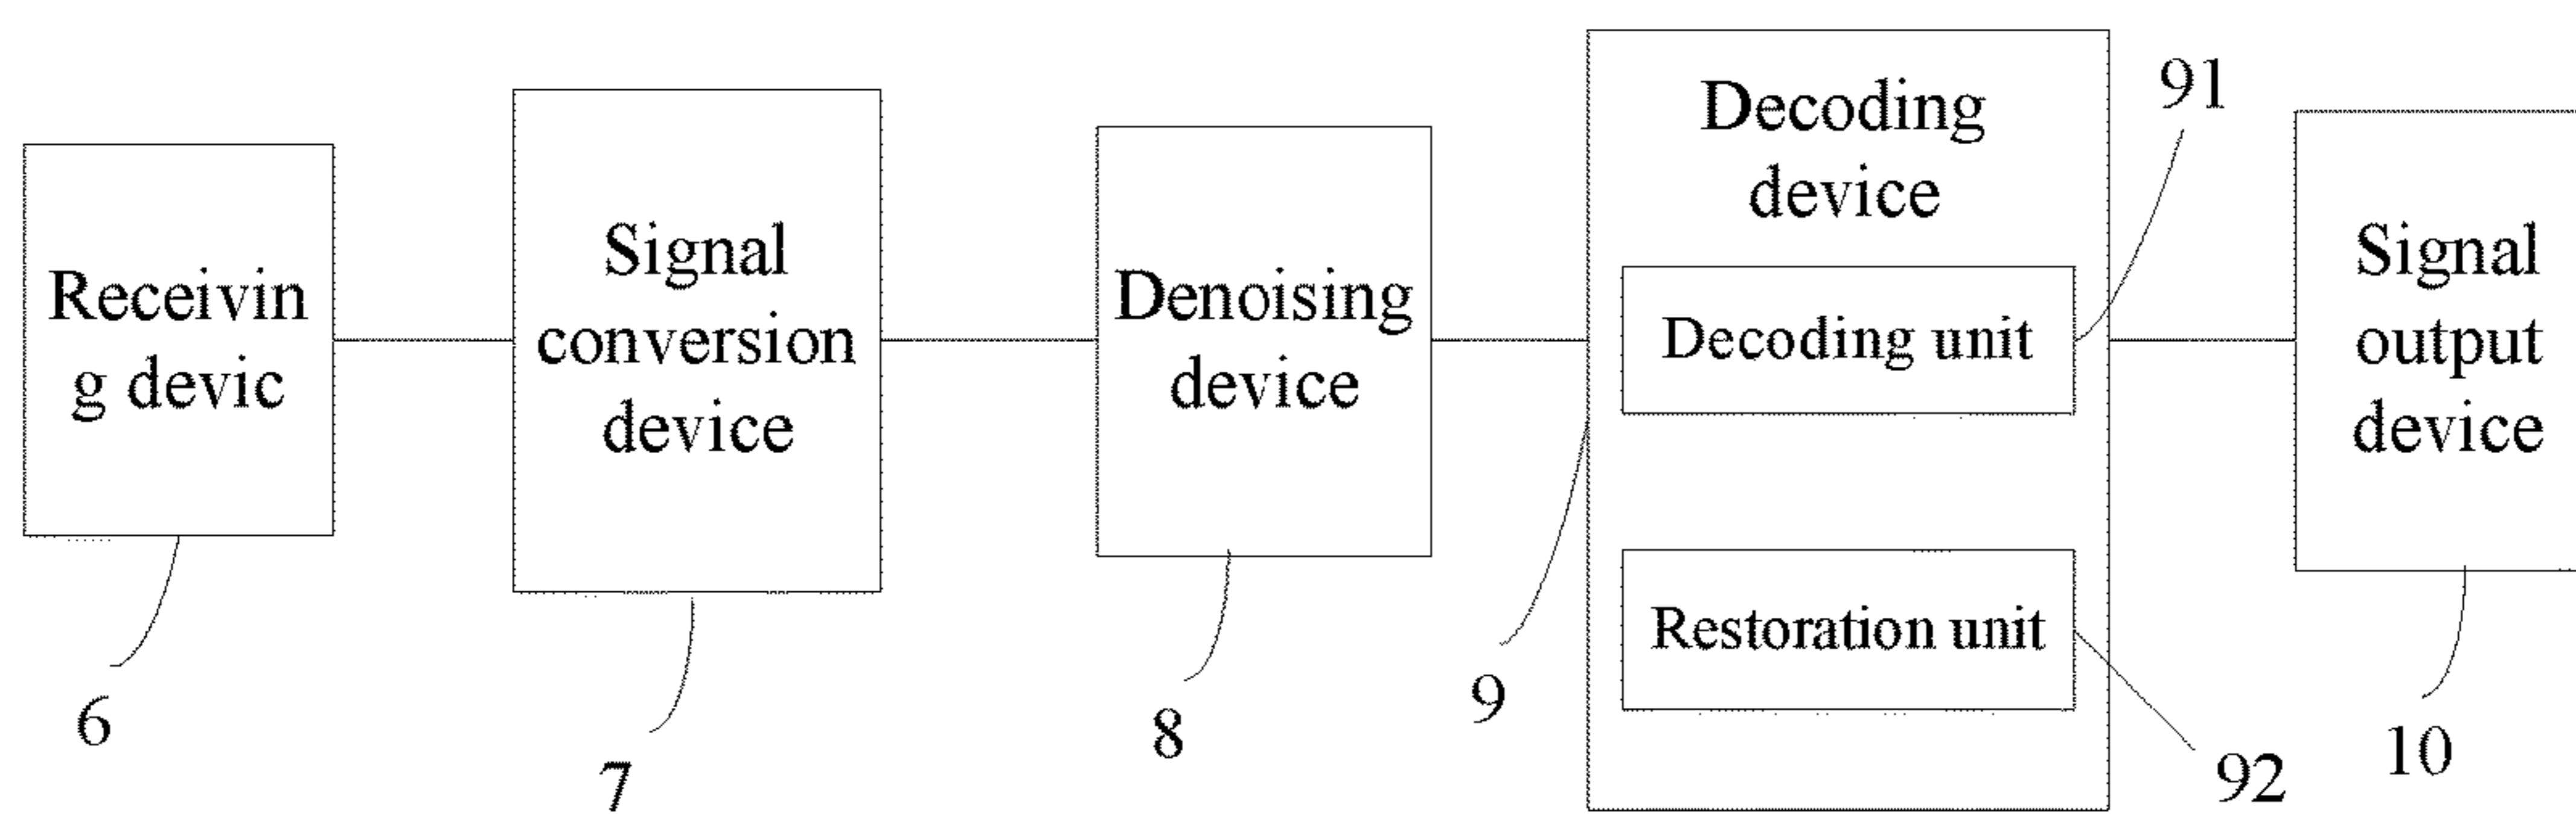 Receivin
g devic
6
Signal
conversion
device
7
Denoising
device
8
Decoding
device
9
Decoding unit
91
Restoration unit
92
Signal
output
device
10